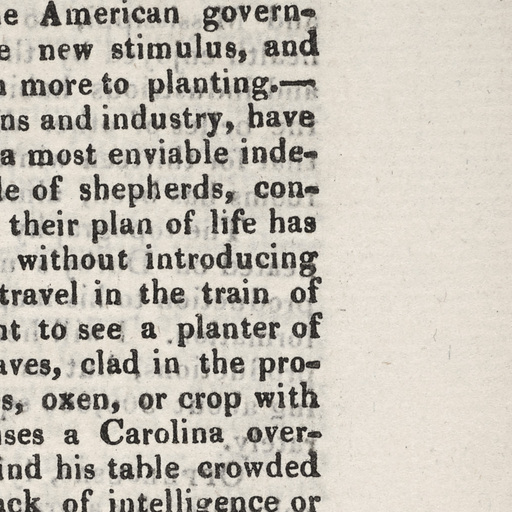 e American govern-
e new stimulus, and
more to planting.—
ns and industry, have
a most enviable inde-
le of shepherds, con-
their plan of life has
without introducing
travel in the train of
nt to see a planter of
aves, clad in the pro-
s, oxen, or crop with
ses a Carolina over-
ind his table crowded
ack of intelligence or